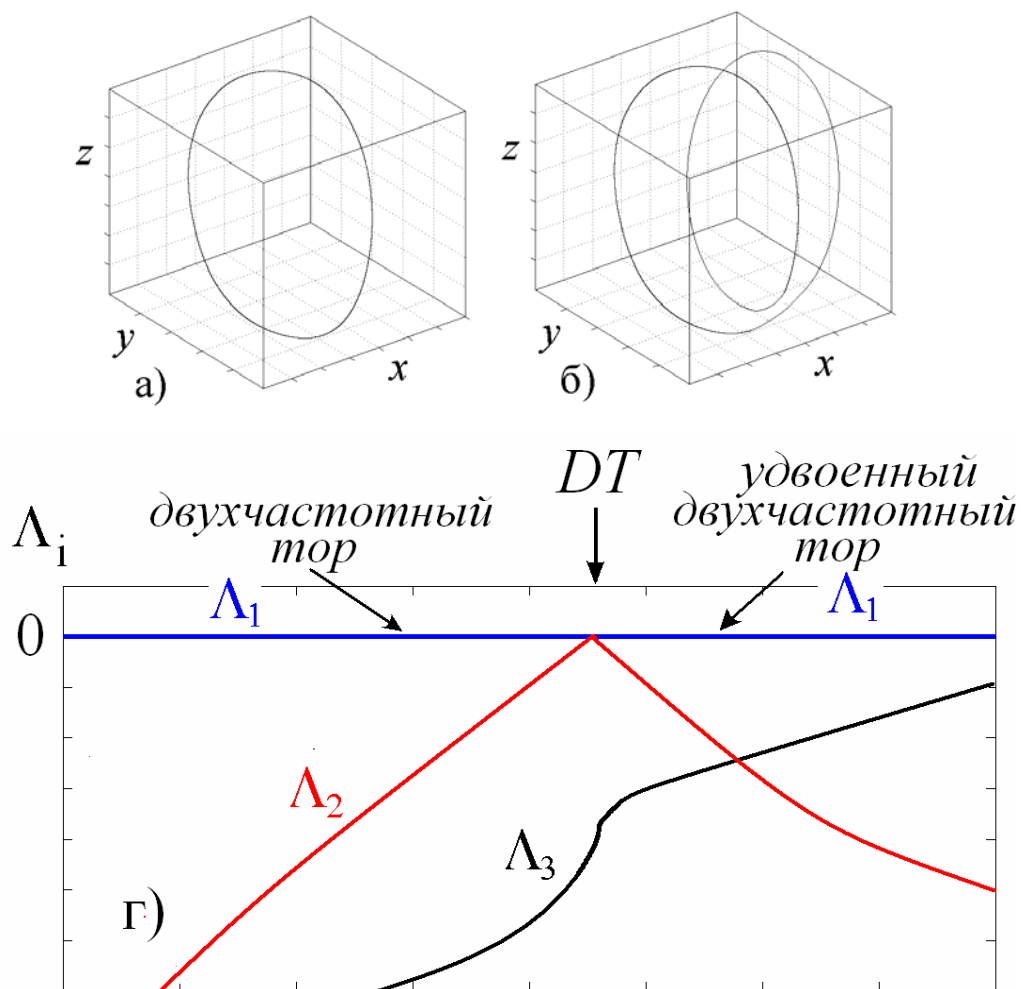 z
z
y
x
y
x
а)
б)
DT
двухчастотный
тор
удвоенный
двухчастотный
тор
Λi
Λ1
Λ1
0
Λ2
Λ3
г)